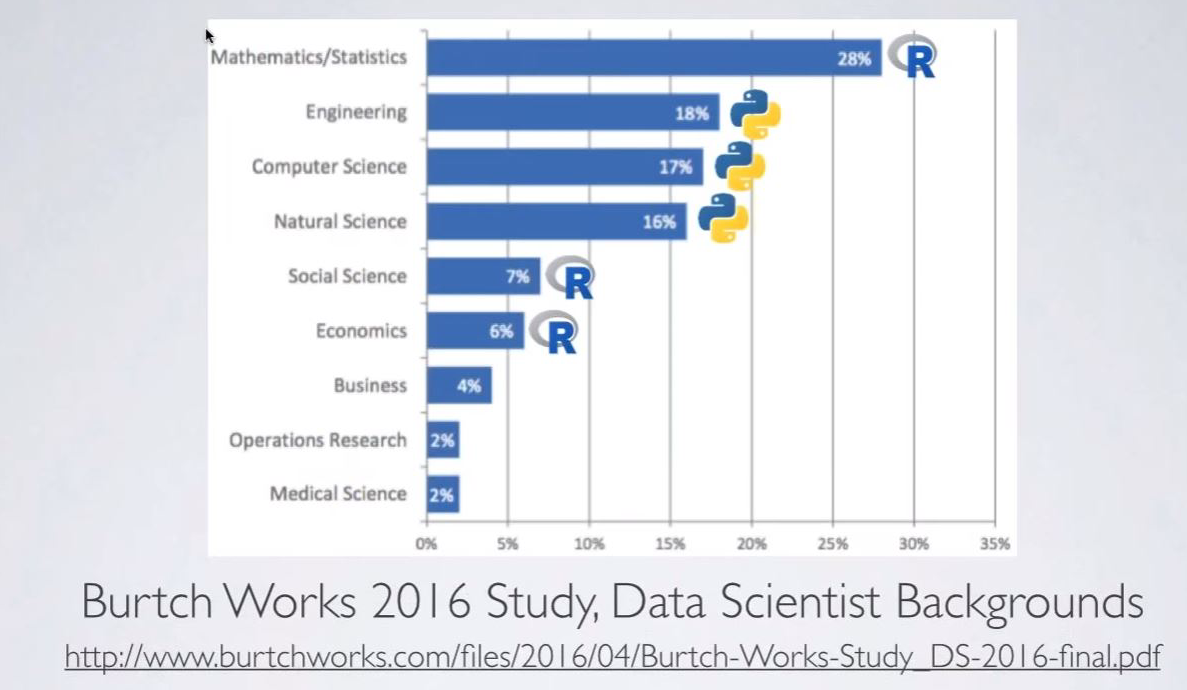 Mathematics/Statistics 28% R
Engineering 18%
Computer Science 17%
Natural Science 16%
Social Science 7% R
Economics 6% R
Business 4%
Operations Research 2%
Medical Science 2%
0% 5% 10% 15% 20% 25% 30% 35%
Burtch Works 2016 Study, Data Scientist Backgrounds
http://www.burtchworks.com/files/2016/04/Burtch-Works-Study_DS-2016-final.pdf